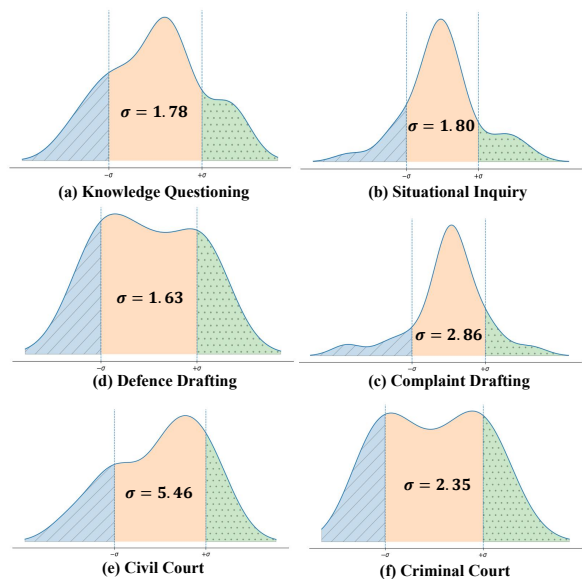 σ = 1.78
-σ
+σ
(a) Knowledge Questioning
σ = 1.80
-σ
+σ
(b) Situational Inquiry
σ = 1.63
-σ
+σ
(d) Defence Drafting
σ = 2.86
-σ
+σ
(c) Complaint Drafting
σ = 5.46
-σ
+σ
(e) Civil Court
σ = 2.35
-σ
+σ
(f) Criminal Court